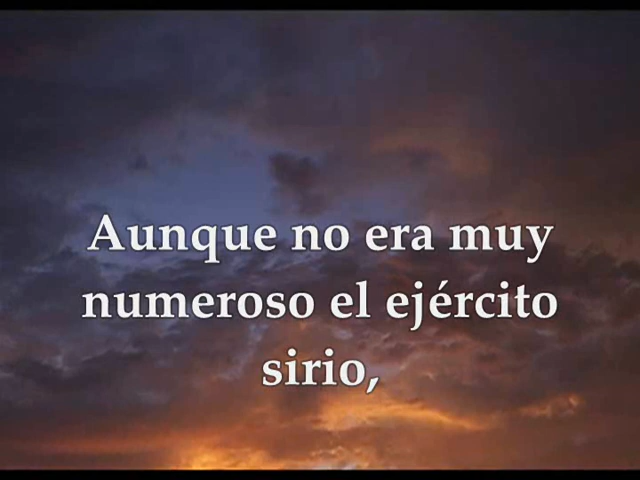 Aunque no era muy
numeroso el ejército
sirio,